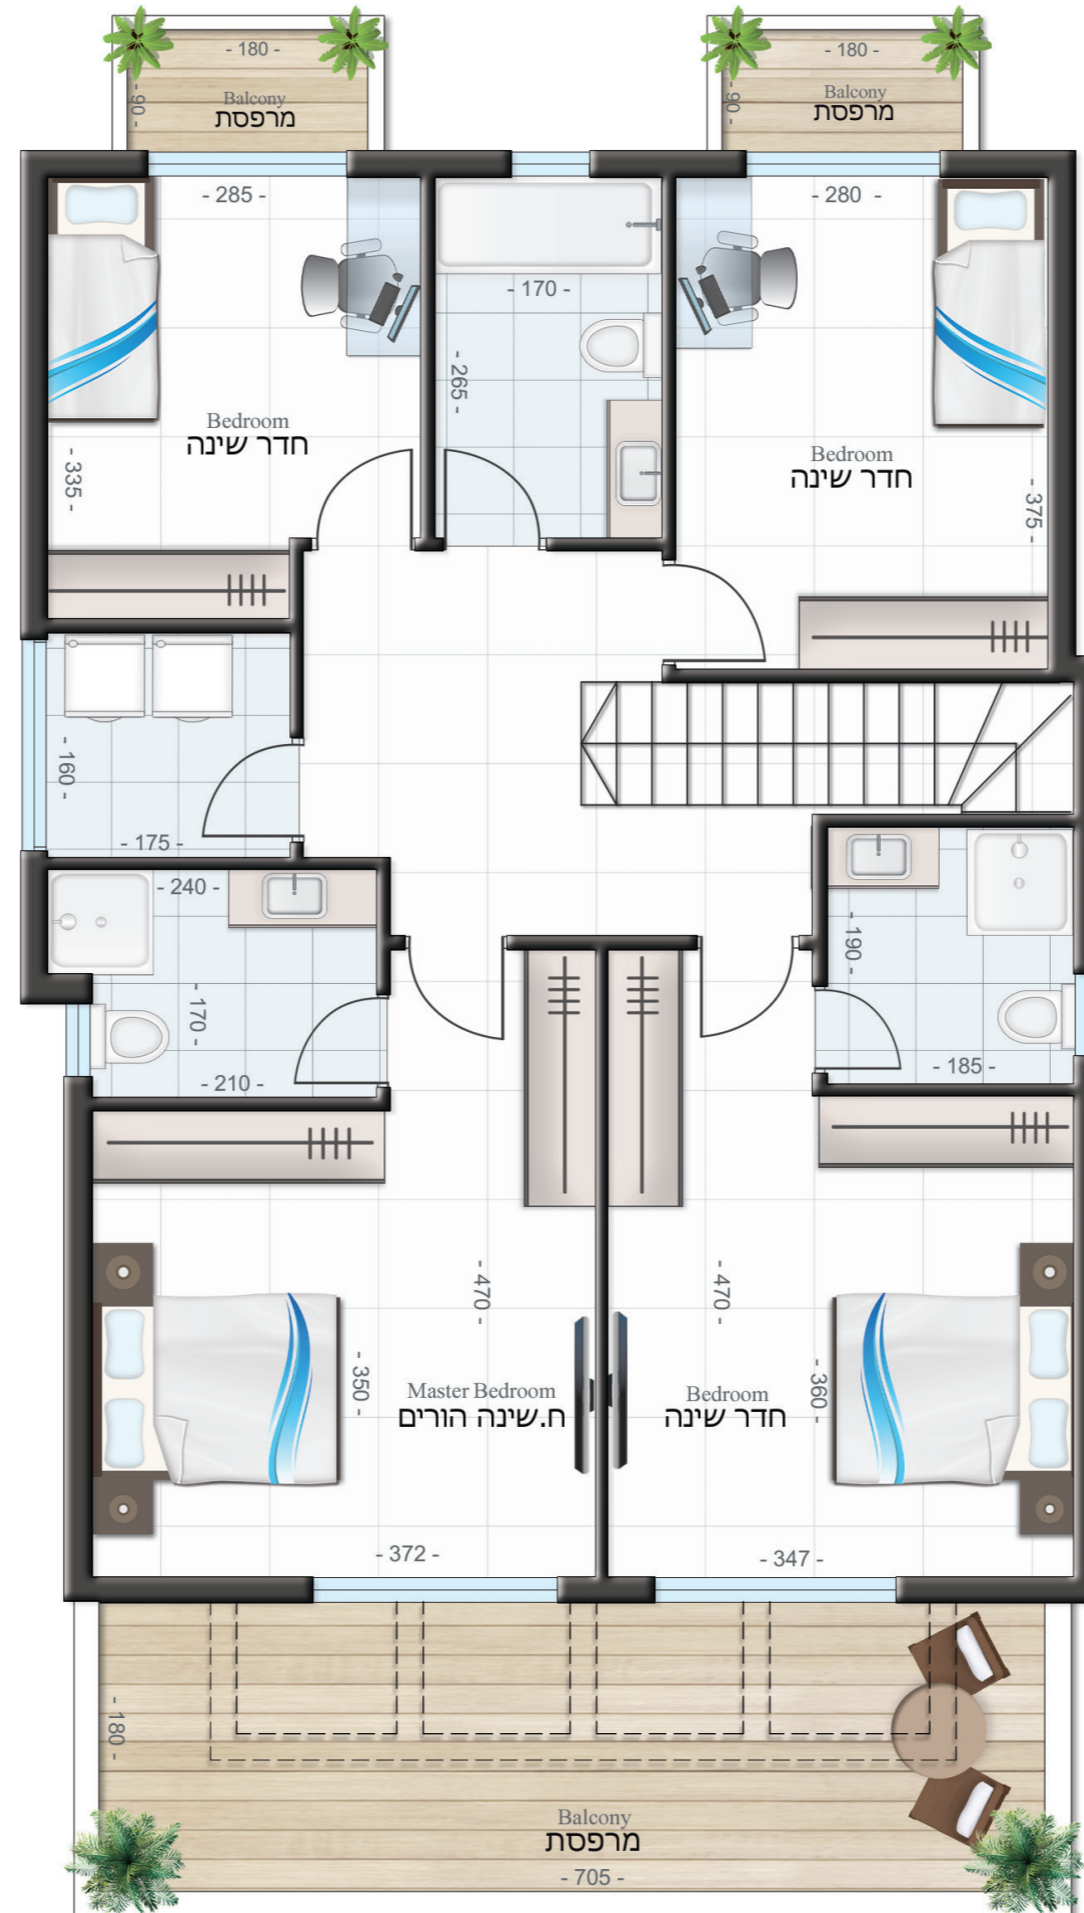 - 180 -
- 180 -
- 90 -
Balcony
מרפסת
- 90 -
Balcony
מרפסת
- 285 -
- 280 -
- 170 -
- 265 -
Bedroom
חדר שינה
Bedroom
חדר שינה
- 335 -
- 375 -
- 160 -
- 175 -
- 240 -
- 190 -
- 170 -
- 210 -
- 185 -
- 470 -
- 470 -
- 350 -
Master Bedroom
ח.שינה הורים
Bedroom
חדר שינה
- 360 -
- 372 -
- 347 -
- 180 -
Balcony
מרפסת
- 705 -